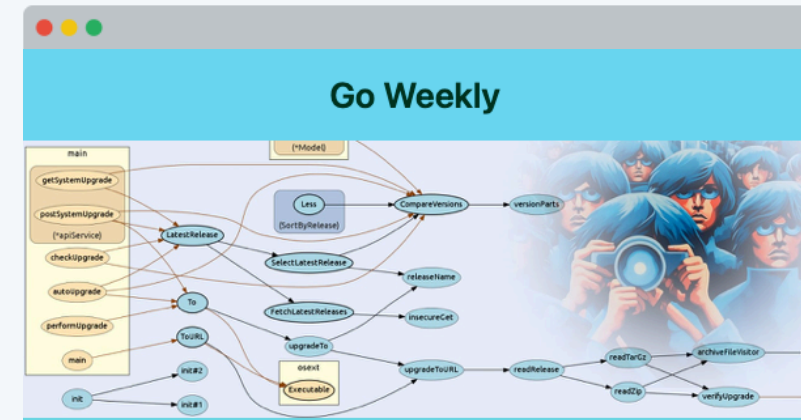 Go Weekly
main
(*Model)
getSystemUpgrade
postSystemUpgrade
(*apiService)
Less
(SortByRelease)
CompareVersions
versionParts
LatestRelease
checkUpgrade
SelectLatestRelease
releaseName
autoUpgrade
To
FetchLatestReleases
insecureGet
performUpgrade
ToURL
upgradeTo
main
osext
Executable
upgradeToURL
readRelease
readTarGz
archiveFileVisitor
init#2
init
init#1
readZip
verifyUpgrade